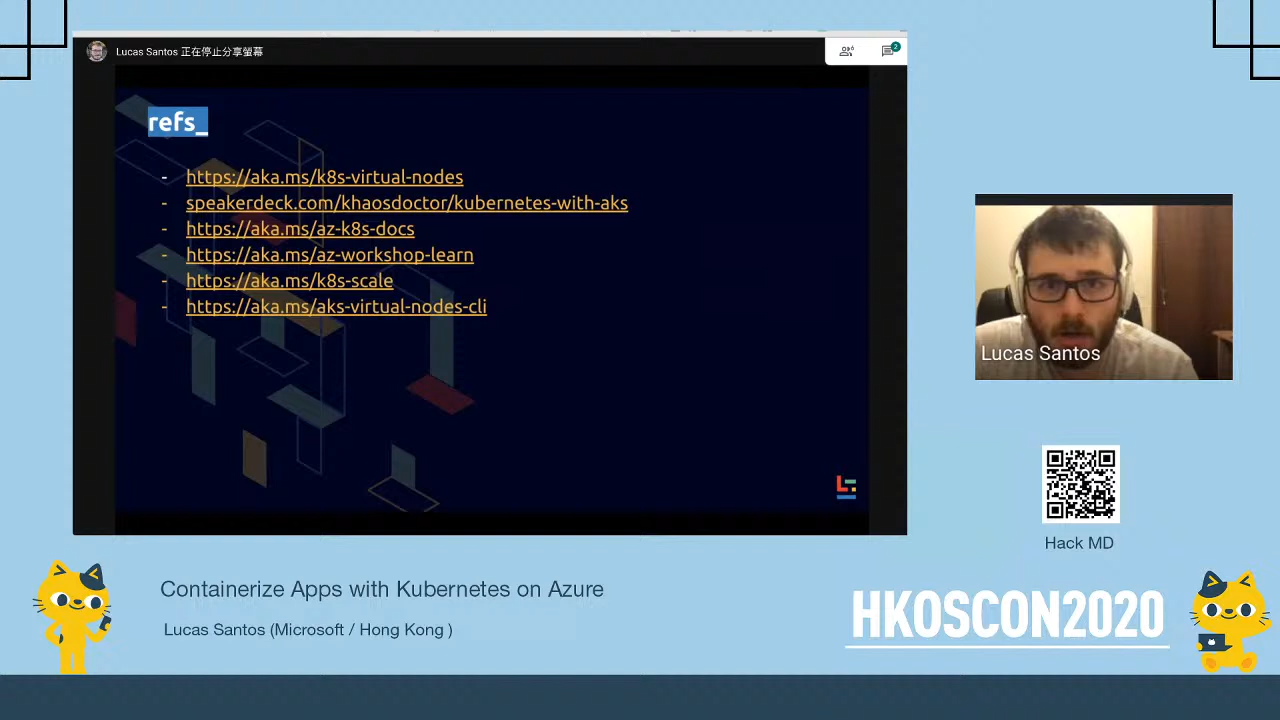 Lucas Santos 正在停止分享螢幕
2
refs_
- https://aka.ms/k8s-virtual-nodes
- speakerdeck.com/khaosdoctor/kubernetes-with-aks
- https://aka.ms/az-k8s-docs
- https://aka.ms/az-workshop-learn
- https://aka.ms/k8s-scale
- https://aka.ms/aks-virtual-nodes-cli
Lucas Santos
Hack MD
Containerize Apps with Kubernetes on Azure
Lucas Santos (Microsoft / Hong Kong )
HKOSCON2020